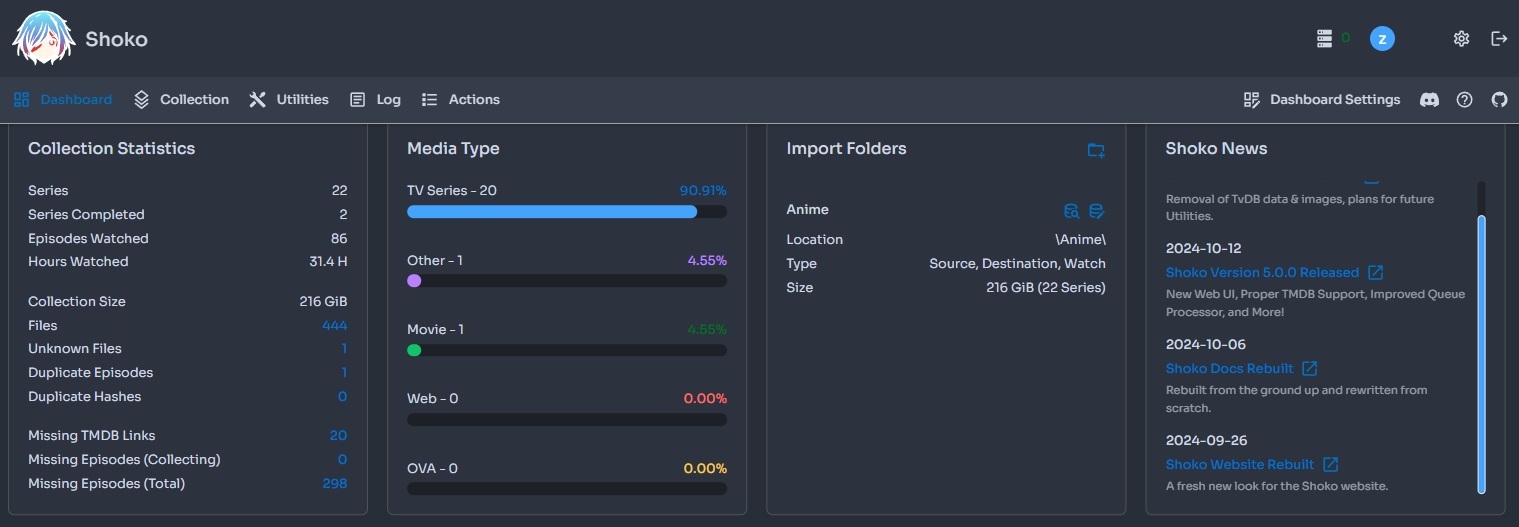 Shoko
0
Z
Dashboard
Collection
Utilities
Log
Actions
Dashboard Settings
Collection Statistics
Series 22
Series Completed 2
Episodes Watched 86
Hours Watched 31.4 H
Collection Size 216 GiB
Files 444
Unknown Files 1
Duplicate Episodes 1
Duplicate Hashes 0
Missing TMDB Links 20
Missing Episodes (Collecting) 0
Missing Episodes (Total) 298
Media Type
TV Series - 20 90.91%
Other - 1 4.55%
Movie - 1 4.55%
Web - 0 0.00%
OVA - 0 0.00%
Import Folders
Anime
Location \Anime\
Type Source, Destination, Watch
Size 216 GiB (22 Series)
Shoko News
Removal of TvDB data & images, plans for future
Utilities.
2024-10-12
Shoko Version 5.0.0 Released
New Web UI, Proper TMDB Support, Improved Queue
Processor, and More!
2024-10-06
Shoko Docs Rebuilt
Rebuilt from the ground up and rewritten from
scratch.
2024-09-26
Shoko Website Rebuilt
A fresh new look for the Shoko website.